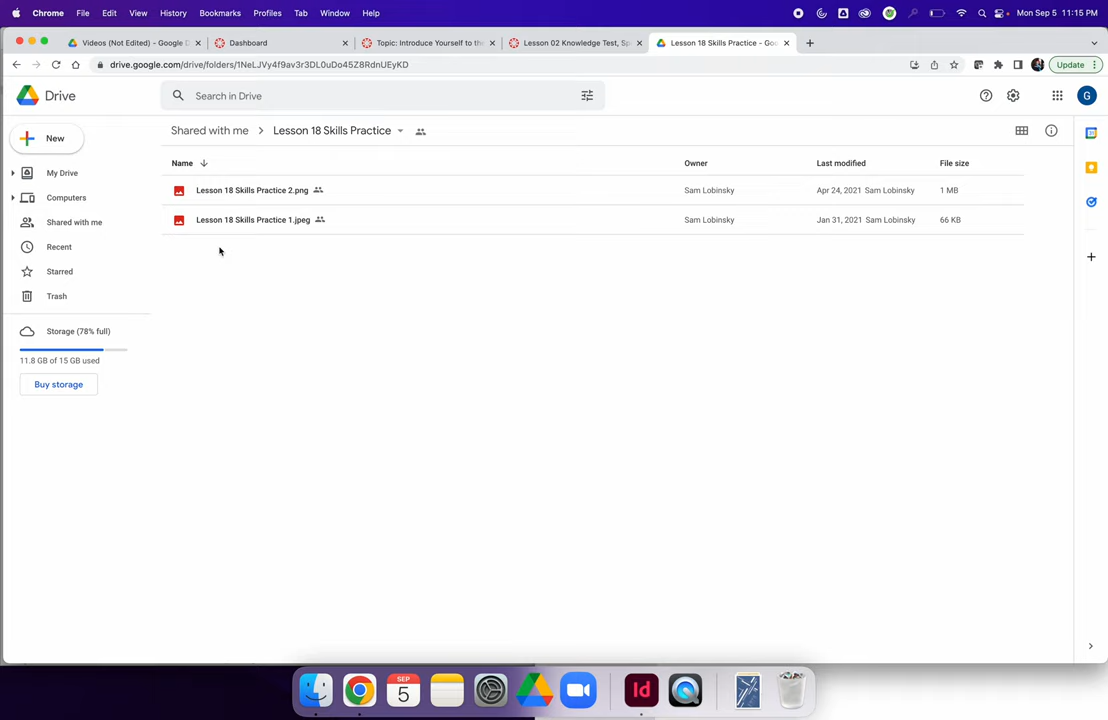 Chrome File Edit View History Bookmarks Profiles Tab Window Help Mon Sep 5 11:15 PM
Videos (Not Edited) - Google D Dashboard Topic: Introduce Yourself to the Lesson 02 Knowledge Test, Sp Lesson 18 Skills Practice - Goo
drive.google.com/drive/folders/1NeLJVy4f9av3r3DL0uDo45Z8RdnUEyKD Update
Drive Search in Drive G
New Shared with me Lesson 18 Skills Practice
Name Owner Last modified File size
My Drive
Lesson 18 Skills Practice 2.png Sam Lobinsky Apr 24, 2021 Sam Lobinsky 1 MB
Computers
Lesson 18 Skills Practice 1.jpeg Sam Lobinsky Jan 31, 2021 Sam Lobinsky 66 KB
Shared with me
Recent
Starred
Trash
Storage (78% full)
11.8 GB of 15 GB used
Buy storage
SEP
5
Id